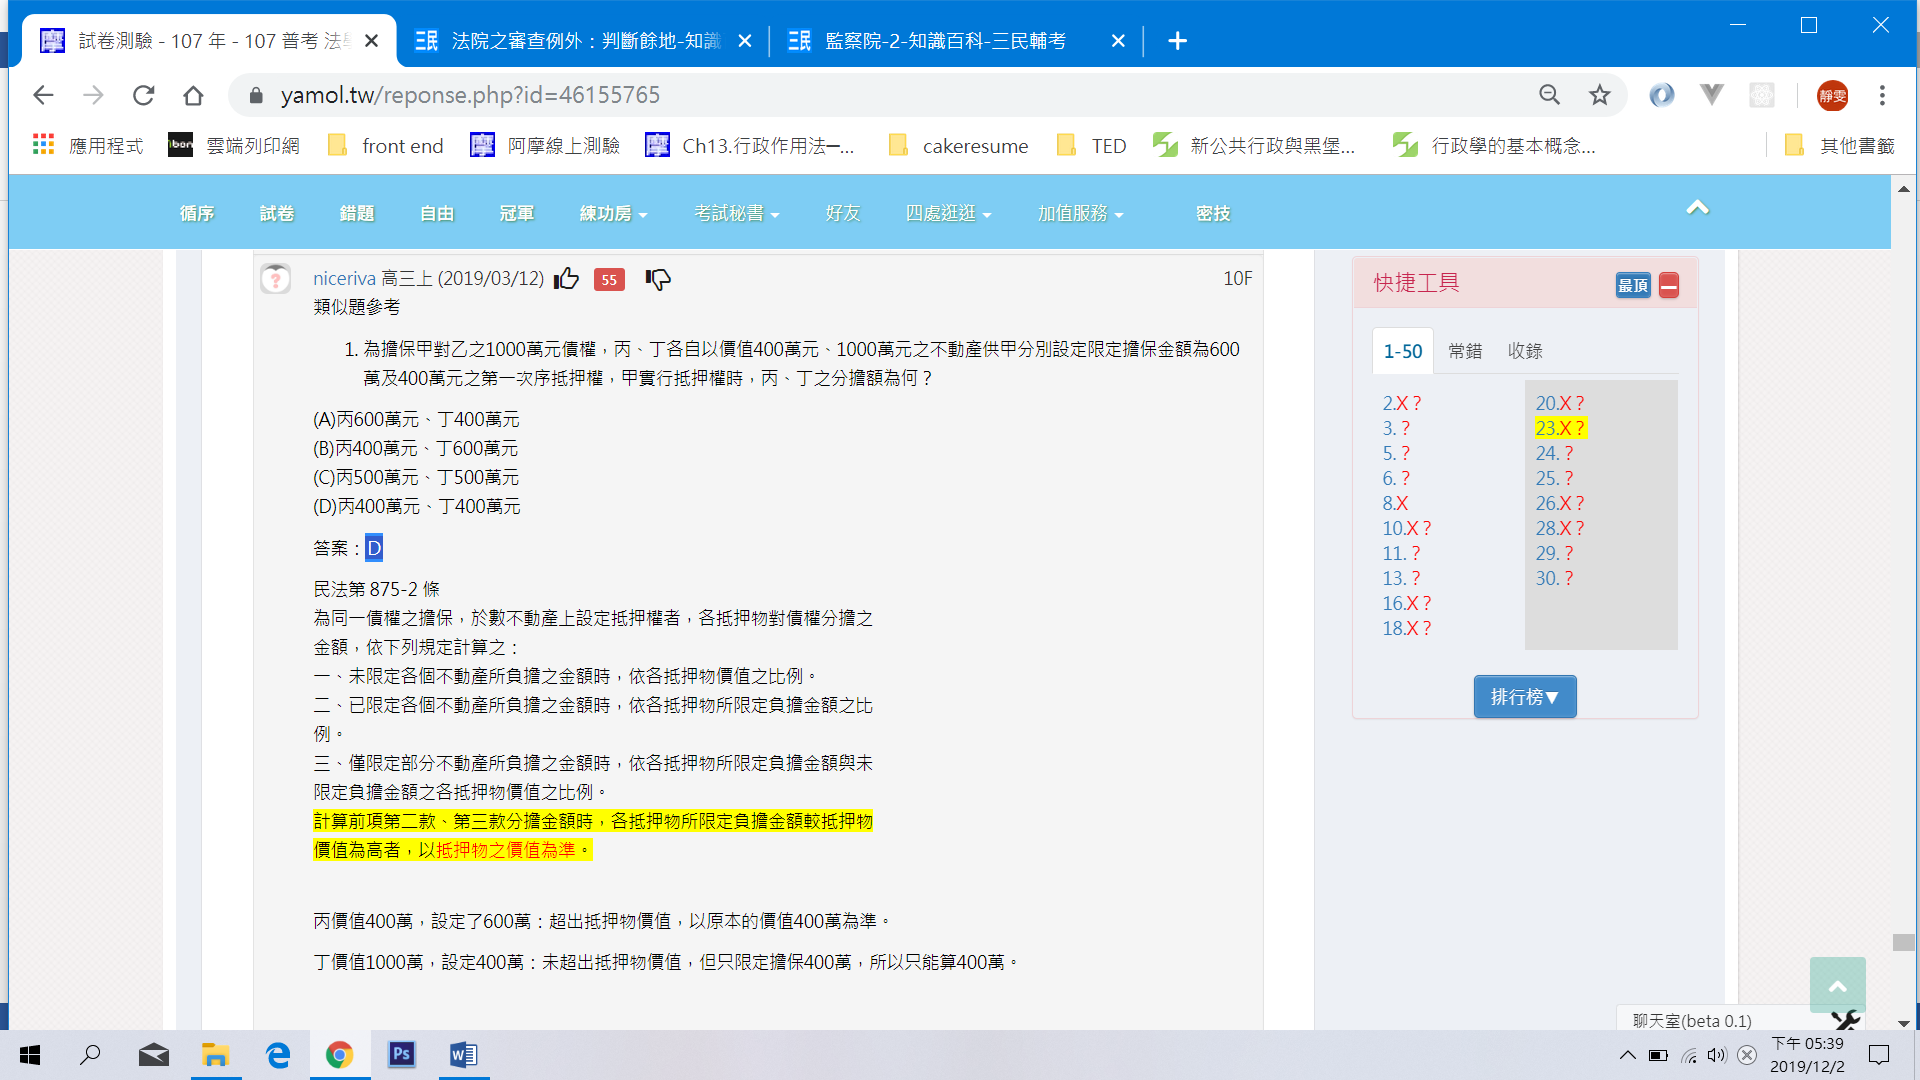 試卷測驗 - 107 年 - 107 普考 法
法院之審查例外：判斷餘地-知識
監察院-2-知識百科-三民輔考
yamol.tw/reponse.php?id=46155765
靜雯
應用程式
雲端列印網
front end
阿摩線上測驗
Ch13.行政作用法─...
cakeresume
TED
新公共行政與黑堡...
行政學的基本概念...
其他書籤
循序 試卷 錯題 自由 冠軍 練功房 考試秘書 好友 四處逛逛 加值服務 密技
niceriva 高三上 (2019/03/12) 55 10F
類似題參考
1. 為擔保甲對乙之1000萬元債權，丙、丁各自以價值400萬元、1000萬元之不動產供甲分別設定限定擔保金額為600
萬及400萬元之第一次序抵押權，甲實行抵押權時，丙、丁之分擔額為何？
(A)丙600萬元、丁400萬元
(B)丙400萬元、丁600萬元
(C)丙500萬元、丁500萬元
(D)丙400萬元、丁400萬元
答案：D
民法第 875-2 條
為同一債權之擔保，於數不動產上設定抵押權者，各抵押物對債權分擔之
金額，依下列規定計算之：
一、未限定各個不動產所負擔之金額時，依各抵押物價值之比例。
二、已限定各個不動產所負擔之金額時，依各抵押物所限定負擔金額之比
例。
三、僅限定部分不動產所負擔之金額時，依各抵押物所限定負擔金額與未
限定負擔金額之各抵押物價值之比例。
計算前項第二款、第三款分擔金額時，各抵押物所限定負擔金額較抵押物
價值為高者，以抵押物之價值為準。
丙價值400萬，設定了600萬：超出抵押物價值，以原本的價值400萬為準。
丁價值1000萬，設定400萬：未超出抵押物價值，但只限定擔保400萬，所以只能算400萬。
快捷工具 最頂
1-50 常錯 收錄
2.X？
3.？
5.？
6.？
8.X
10.X？
11.？
13.？
16.X？
18.X？
20.X？
23.X？
24.？
25.？
26.X？
28.X？
29.？
30.？
排行榜▼
聊天室(beta 0.1)
下午 05:39
2019/12/2